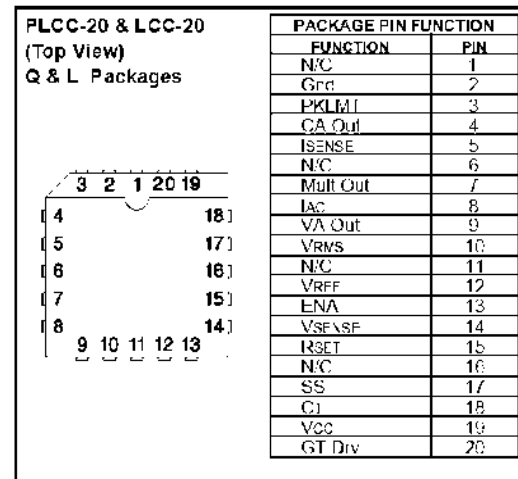 PLCC-20 & LCC-20
(Top View)
Q & L Packages
3 2 1 20 19
4 18
5 17
6 16
7 15
8 14
9 10 11 12 13
PACKAGE PIN FUNCTION
FUNCTION PIN
N/C 1
Gnd 2
PKLMT 3
CA Out 4
ISENSE 5
N/C 6
Mult Out 7
IAC 8
VA Out 9
VRMS 10
N/C 11
VREF 12
ENA 13
VSENSE 14
RSET 15
N/C 16
SS 17
CT 18
VCC 19
GT Drv 20